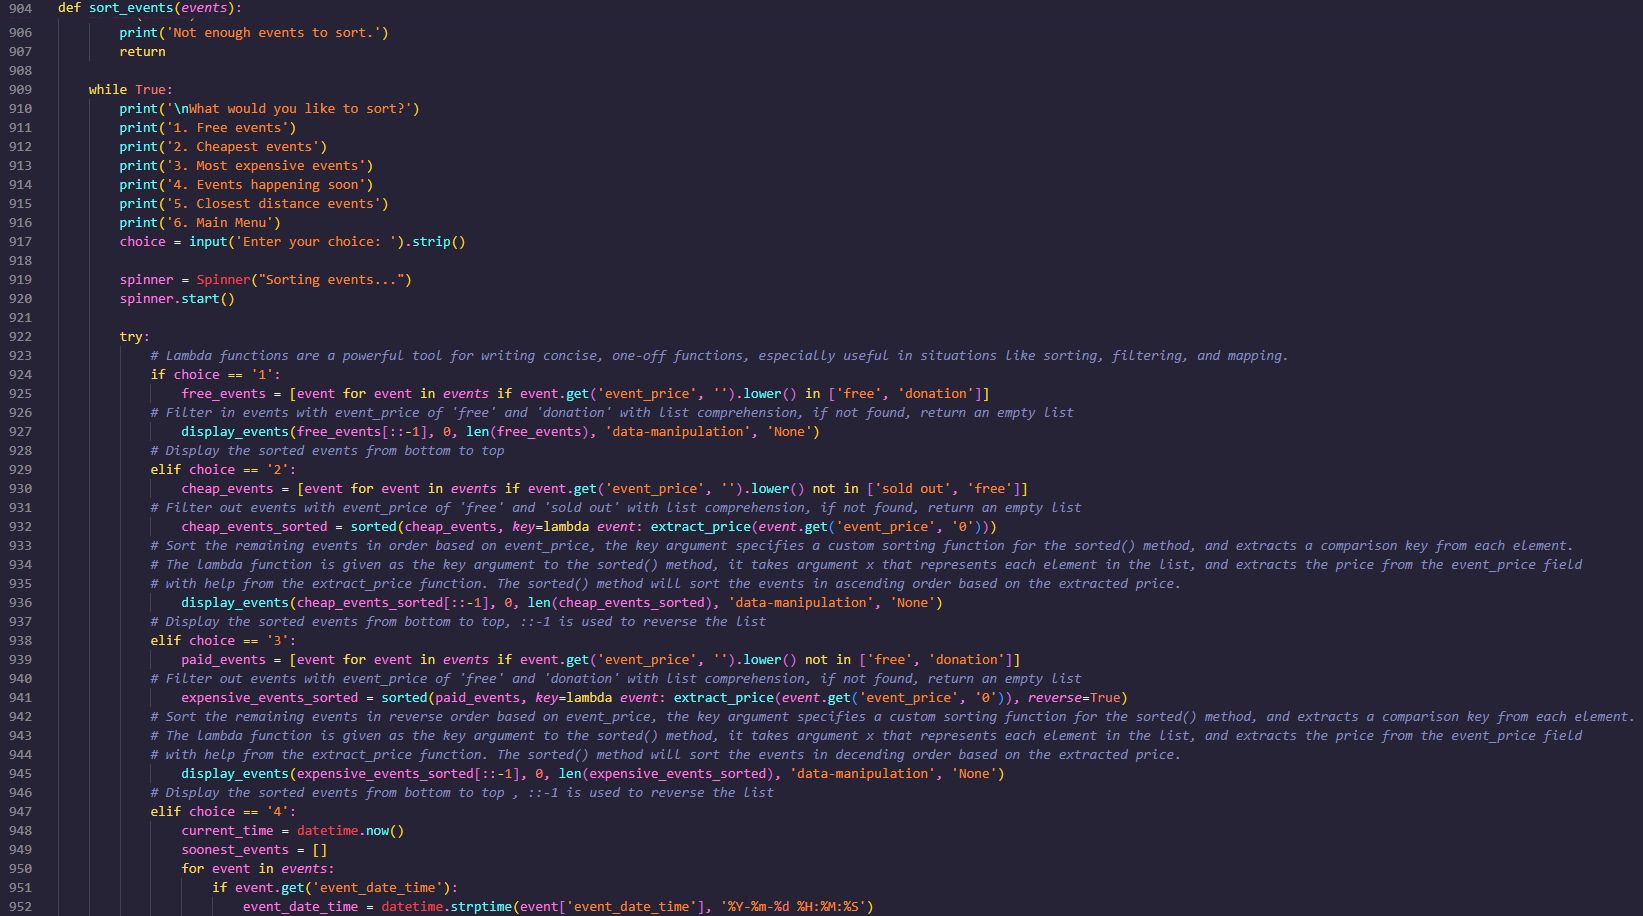 904 def sort_events(events):
906 print('Not enough events to sort.')
907 return
908
909 while True:
910 print('\nWhat would you like to sort?')
911 print('1. Free events')
912 print('2. Cheapest events')
913 print('3. Most expensive events')
914 print('4. Events happening soon')
915 print('5. Closest distance events')
916 print('6. Main Menu')
917 choice = input('Enter your choice: ').strip()
918
919 spinner = Spinner("Sorting events...")
920 spinner.start()
921
922 try:
923 # Lambda functions are a powerful tool for writing concise, one-off functions, especially useful in situations like sorting, filtering, and mapping.
924 if choice == '1':
925 free_events = [event for event in events if event.get('event_price', '').lower() in ['free', 'donation']]
926 # Filter in events with event_price of 'free' and 'donation' with list comprehension, if not found, return an empty list
927 display_events(free_events[::-1], 0, len(free_events), 'data-manipulation', 'None')
928 # Display the sorted events from bottom to top
929 elif choice == '2':
930 cheap_events = [event for event in events if event.get('event_price', '').lower() not in ['sold out', 'free']]
931 # Filter out events with event_price of 'free' and 'sold out' with list comprehension, if not found, return an empty list
932 cheap_events_sorted = sorted(cheap_events, key=lambda event: extract_price(event.get('event_price', '0')))
933 # Sort the remaining events in order based on event_price, the key argument specifies a custom sorting function for the sorted() method, and extracts a comparison key from each element.
934 # The lambda function is given as the key argument to the sorted() method, it takes argument x that represents each element in the list, and extracts the price from the event_price field
935 # with help from the extract_price function. The sorted() method will sort the events in ascending order based on the extracted price.
936 display_events(cheap_events_sorted[::-1], 0, len(cheap_events_sorted), 'data-manipulation', 'None')
937 # Display the sorted events from bottom to top, ::-1 is used to reverse the list
938 elif choice == '3':
939 paid_events = [event for event in events if event.get('event_price', '').lower() not in ['free', 'donation']]
940 # Filter out events with event_price of 'free' and 'donation' with list comprehension, if not found, return an empty list
941 expensive_events_sorted = sorted(paid_events, key=lambda event: extract_price(event.get('event_price', '0')), reverse=True)
942 # Sort the remaining events in reverse order based on event_price, the key argument specifies a custom sorting function for the sorted() method, and extracts a comparison key from each element.
943 # The lambda function is given as the key argument to the sorted() method, it takes argument x that represents each element in the list, and extracts the price from the event_price field
944 # with help from the extract_price function. The sorted() method will sort the events in decending order based on the extracted price.
945 display_events(expensive_events_sorted[::-1], 0, len(expensive_events_sorted), 'data-manipulation', 'None')
946 # Display the sorted events from bottom to top , ::-1 is used to reverse the list
947 elif choice == '4':
948 current_time = datetime.now()
949 soonest_events = []
950 for event in events:
951 if event.get('event_date_time'):
952 event_date_time = datetime.strptime(event['event_date_time'], '%Y-%m-%d %H:%M:%S')